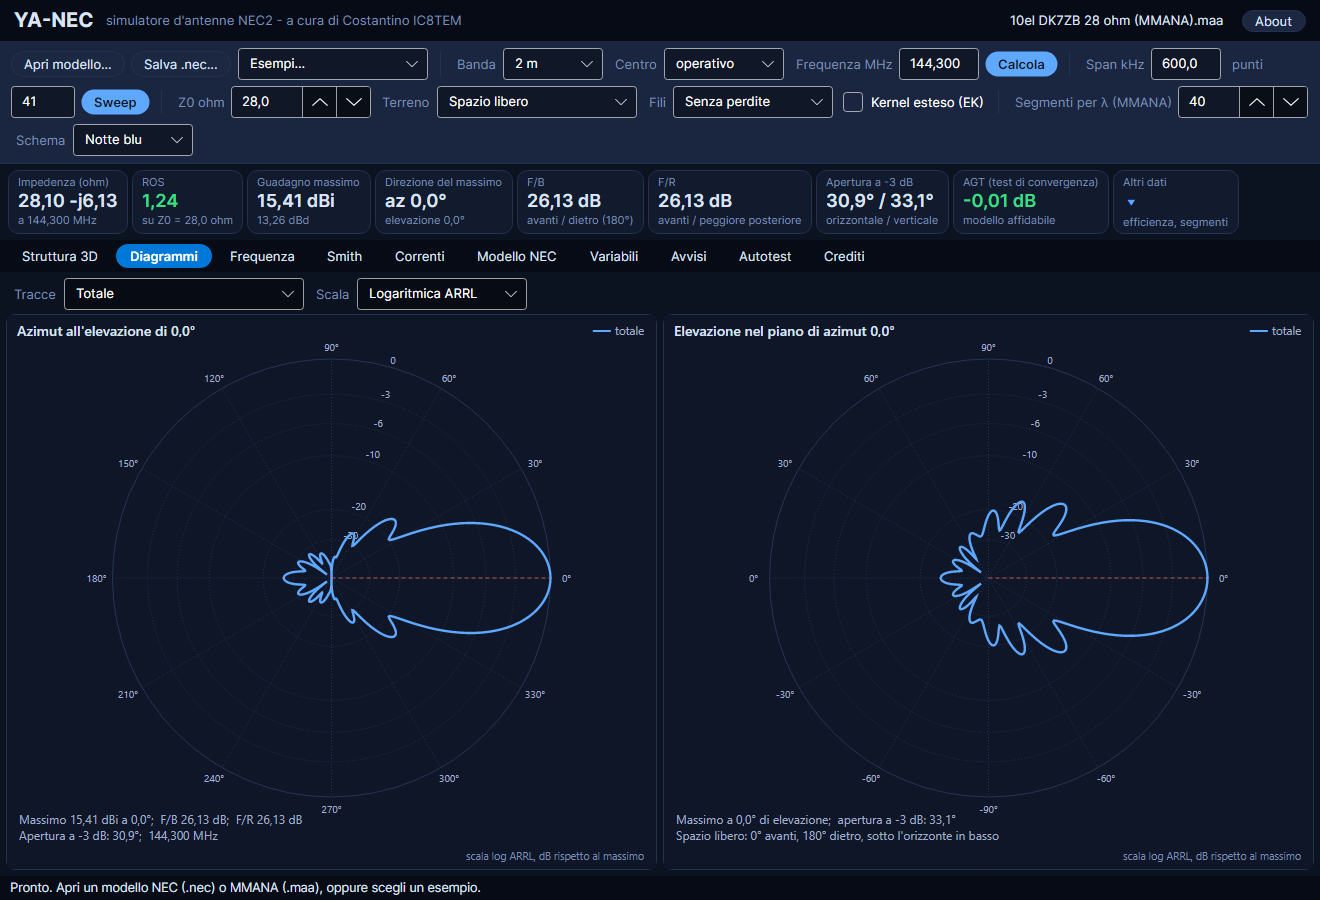 YA-NEC simulatore d'antenne NEC2 - a cura di Costantino IC8TEM 10el DK7ZB 28 ohm (MMANA).maa About
Apri modello... Salva .nec... Esempi... Banda 2 m Centro operativo Frequenza MHz 144,300 Calcola Span kHz 600,0 punti
41 Sweep Z0 ohm 28,0 Terreno Spazio libero Fili Senza perdite Kernel esteso (EK) Segmenti per λ (MMANA) 40
Schema Notte blu
Impedenza (ohm) ROS Guadagno massimo Direzione del massimo F/B F/R Apertura a -3 dB AGT (test di convergenza) Altri dati
28,10 -j6,13 1,24 15,41 dBi az 0,0° 26,13 dB 26,13 dB 30,9° / 33,1° -0,01 dB ▾
a 144,300 MHz su Z0 = 28,0 ohm 13,26 dBd elevazione 0,0° avanti / dietro (180°) avanti / peggiore posteriore orizzontale / verticale modello affidabile efficienza, segmenti
Struttura 3D Diagrammi Frequenza Smith Correnti Modello NEC Variabili Avvisi Autotest Crediti
Tracce Totale Scala Logaritmica ARRL
Azimut all'elevazione di 0,0° totale
90°
0
120° 60°
-3
-6
-10
150° 30°
-20
-30
180° 0°
210° 330°
240° 300°
270°
Massimo 15,41 dBi a 0,0°; F/B 26,13 dB; F/R 26,13 dB
Apertura a -3 dB: 30,9°; 144,300 MHz
scala log ARRL, dB rispetto al massimo
Elevazione nel piano di azimut 0,0° totale
90°
0
60° 60°
-3
-6
-10
30° 30°
-20
-30
0° 0°
-30° -30°
-60° -60°
-90°
Massimo a 0,0° di elevazione; apertura a -3 dB: 33,1°
Spazio libero: 0° avanti, 180° dietro, sotto l'orizzonte in basso
scala log ARRL, dB rispetto al massimo
Pronto. Apri un modello NEC (.nec) o MMANA (.maa), oppure scegli un esempio.